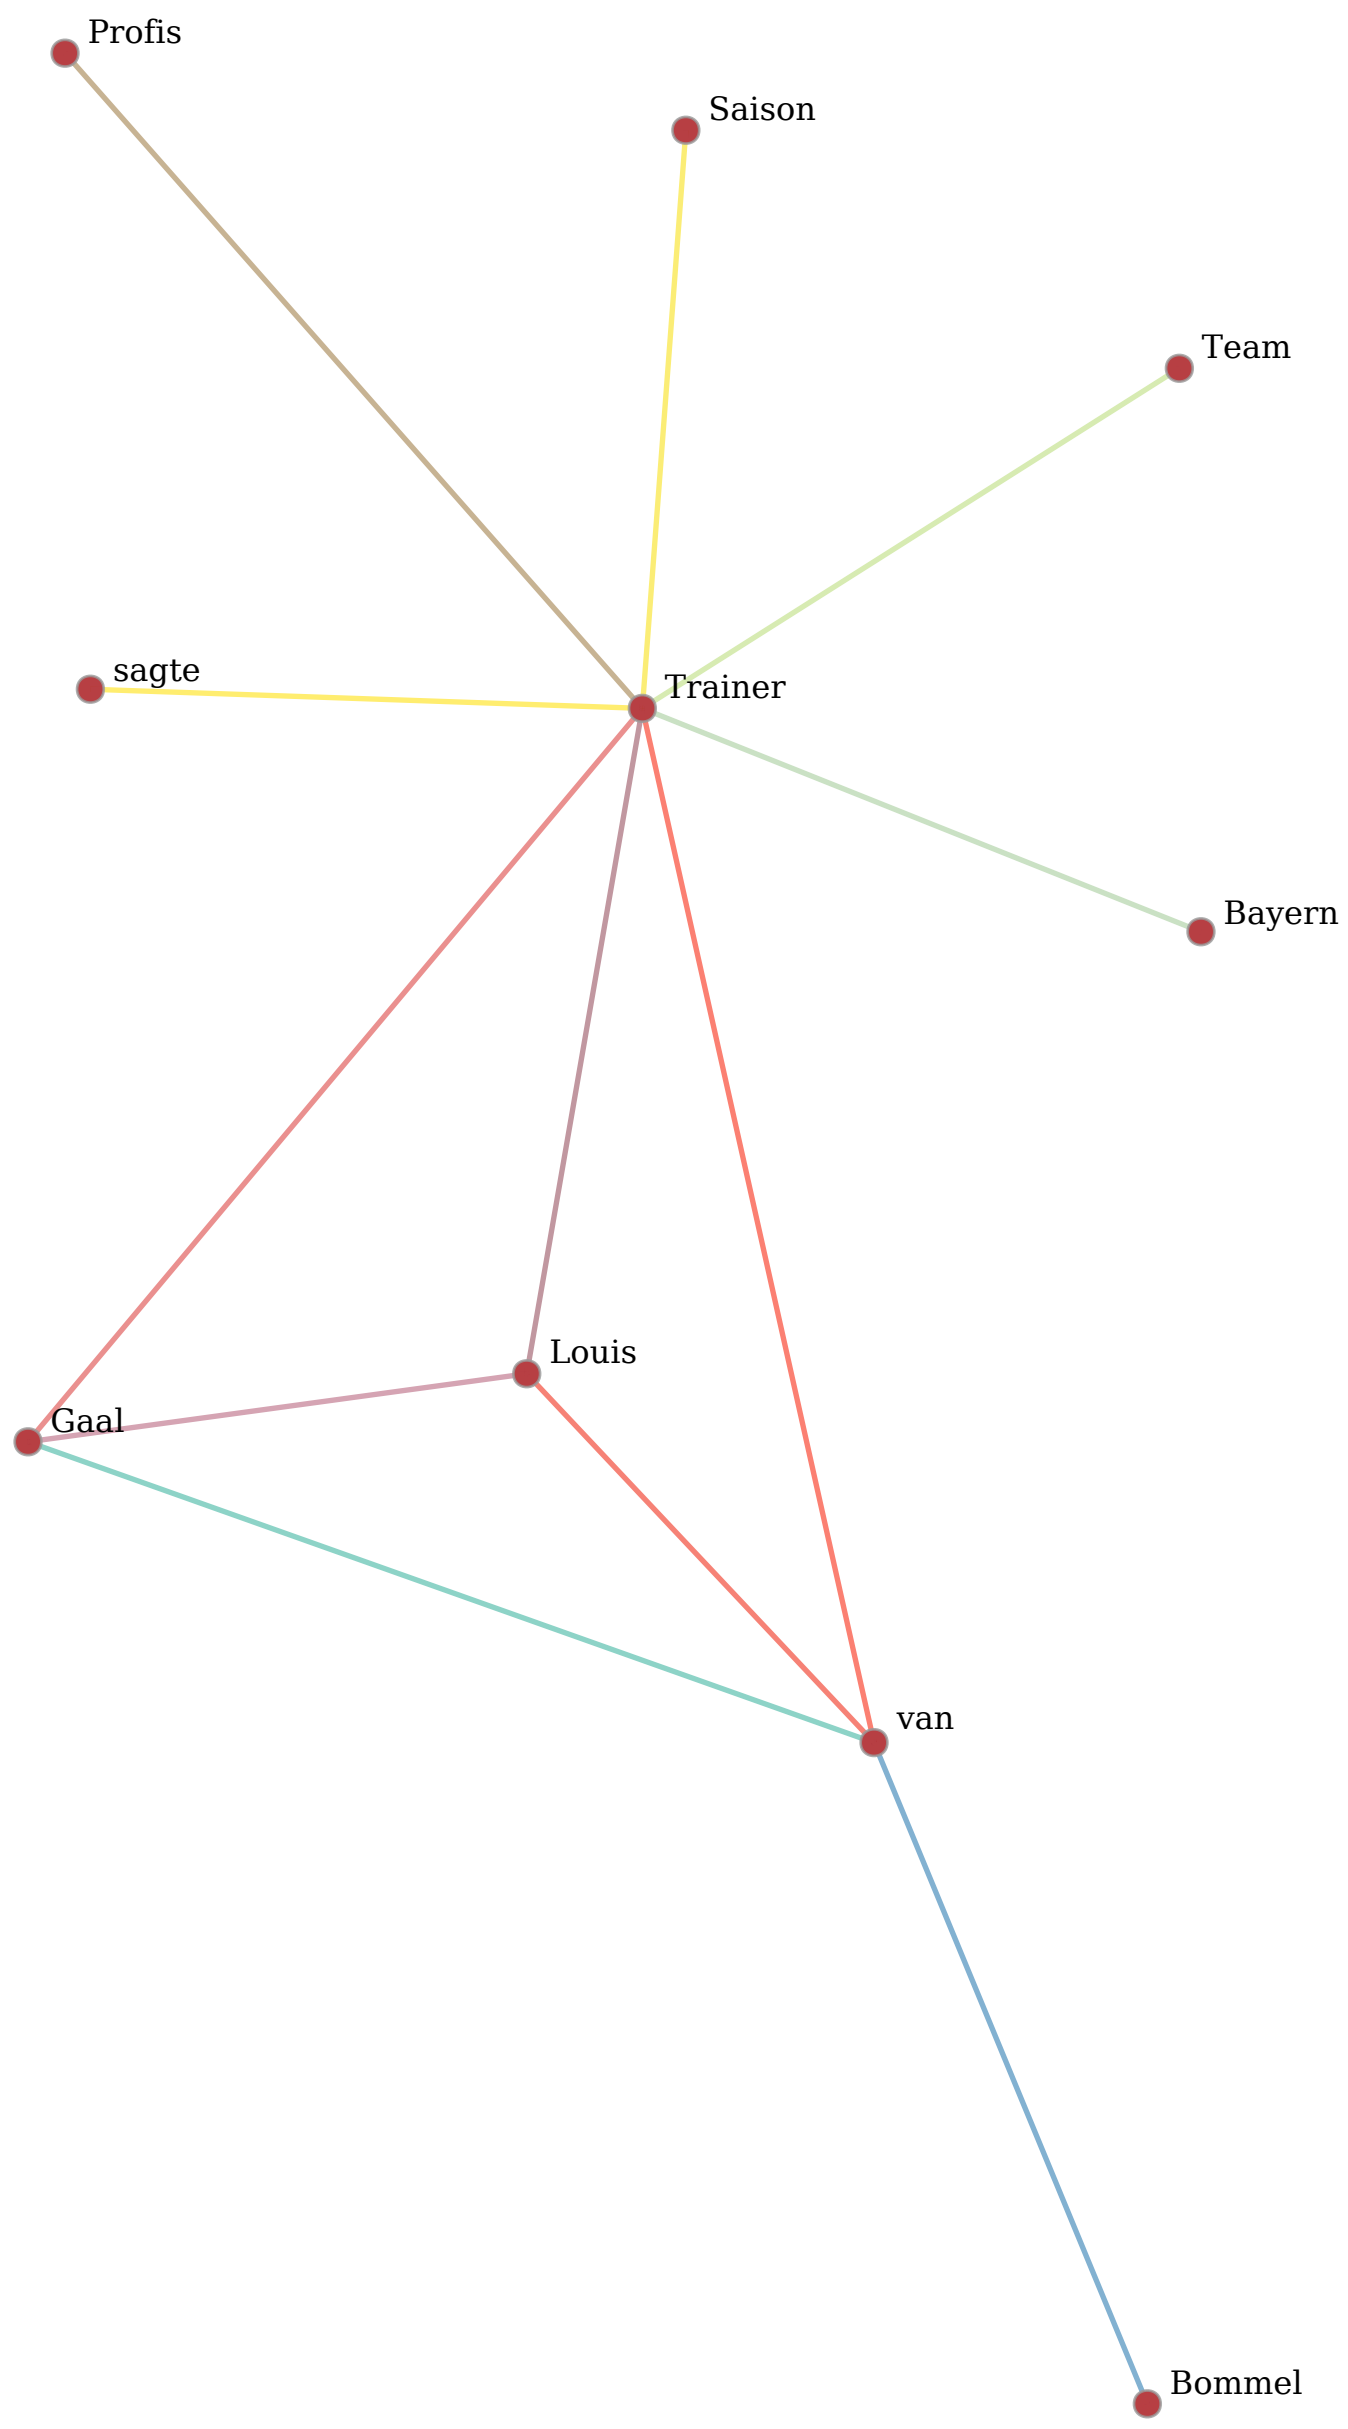 Profis
Saison
Team
sagte
Trainer
Bayern
Louis
Gaal
van
Bommel